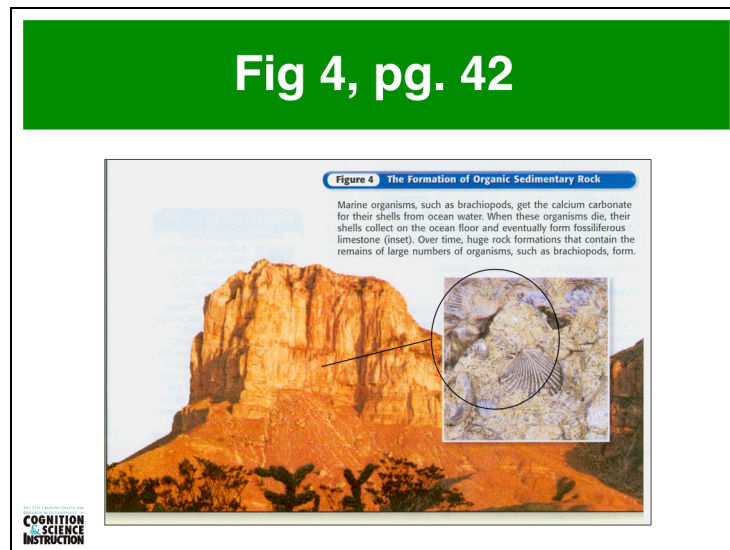 Fig 4, pg. 42
Figure 4 The Formation of Organic Sedimentary Rock
Marine organisms, such as brachiopods, get the calcium carbonate
for their shells from ocean water. When these organisms die, their
shells collect on the ocean floor and eventually form fossiliferous
limestone (inset). Over time, huge rock formations that contain the
remains of large numbers of organisms, such as brachiopods, form.
COGNITION
& SCIENCE
INSTRUCTION